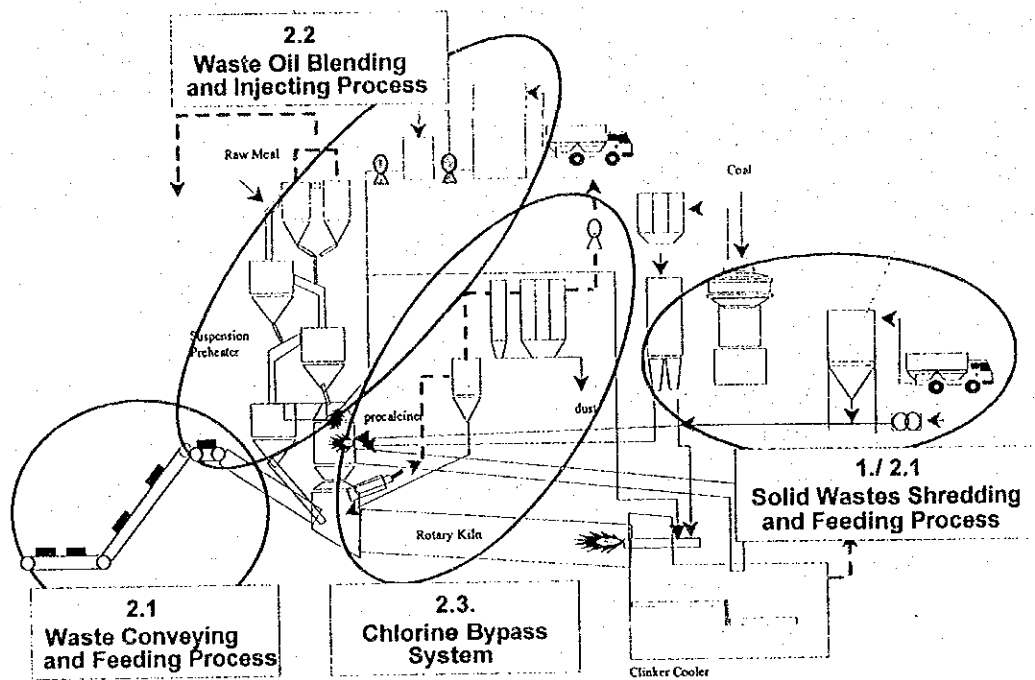 2.2
Waste Oil Blending
and Injecting Process
Raw Meal
Coal
Suspension
Preheater
procalciner
dust
1./ 2.1
Solid Wastes Shredding
and Feeding Process
Rotary Kiln
2.1
Waste Conveying
and Feeding Process
2.3.
Chlorine Bypass
System
Clinker Cooler